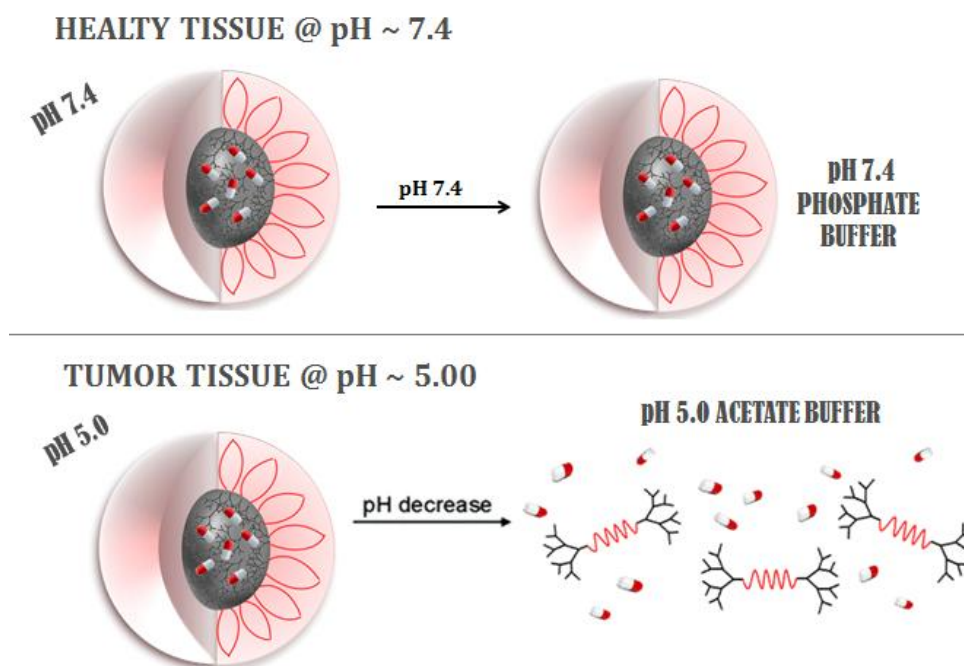 HEALTY TISSUE @ pH ~ 7.4
pH 7.4
pH 7.4
pH 7.4
PHOSPHATE
BUFFER
TUMOR TISSUE @ pH ~ 5.00
pH 5.0
pH decrease
pH 5.0 ACETATE BUFFER